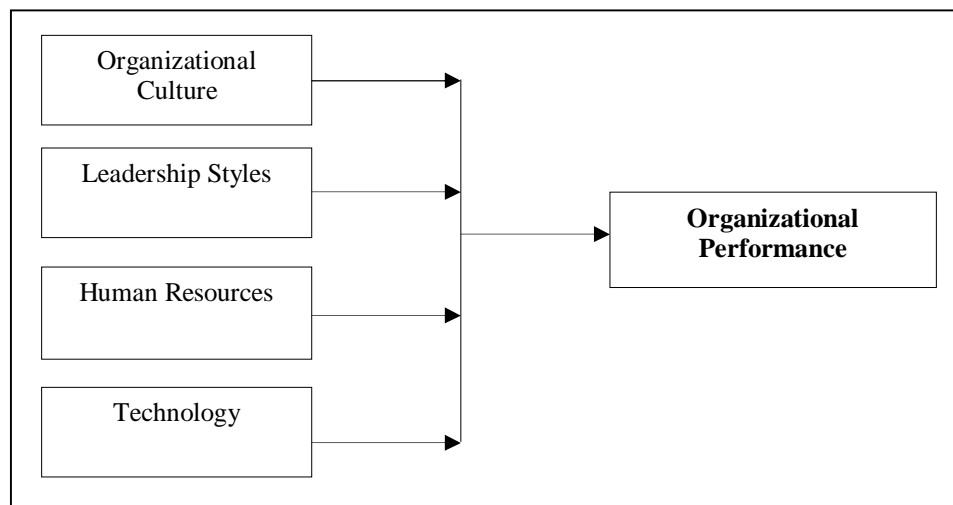 Organizational
Culture
Leadership Styles
Organizational
Performance
Human Resources
Technology